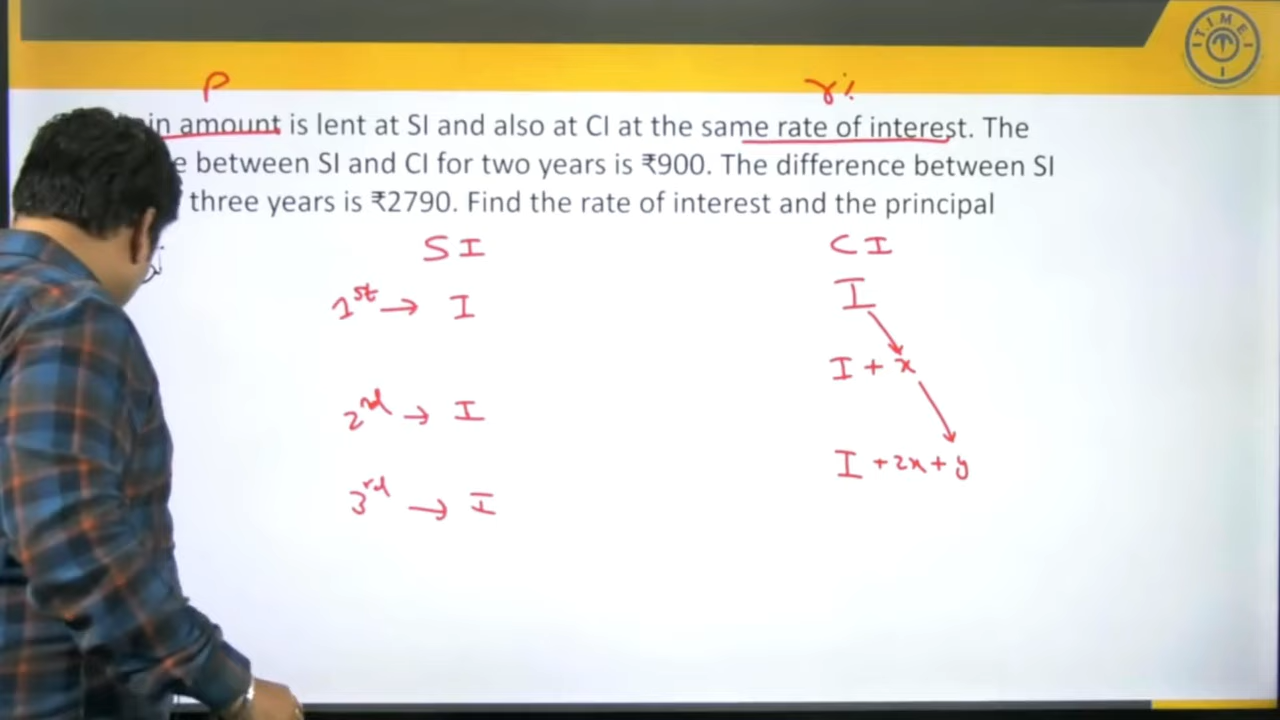 T.I.M.E.
P r%
in amount is lent at SI and also at CI at the same rate of interest. The
between SI and CI for two years is ₹900. The difference between SI
three years is ₹2790. Find the rate of interest and the principal
SI CI
1st → I I
I + x
2nd → I
I + 2x + y
3rd → I